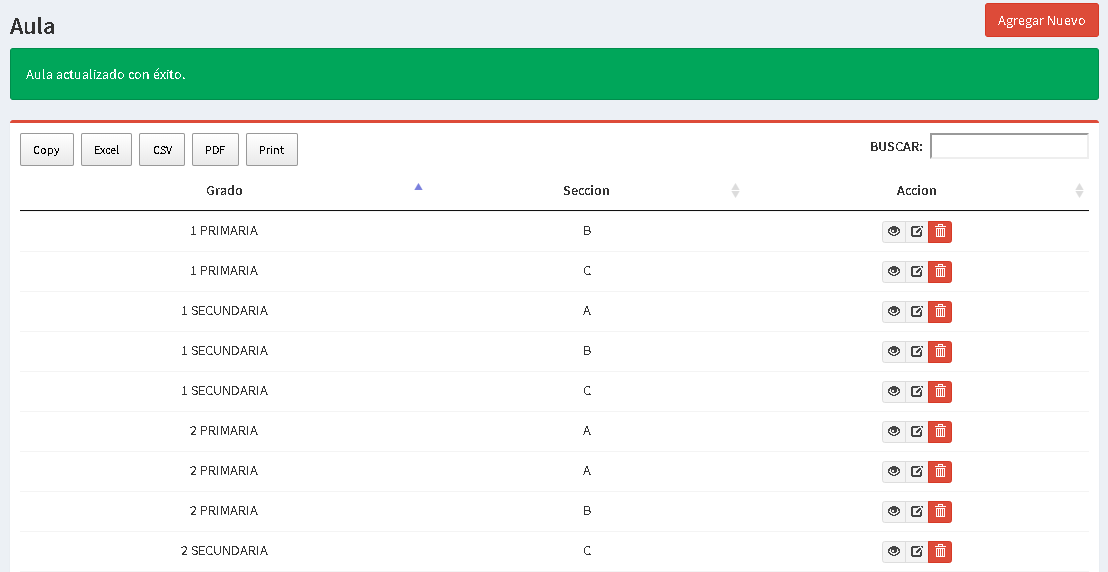 Aula
Agregar Nuevo
Aula actualizado con éxito.
Copy Excel CSV PDF Print BUSCAR:
Grado Seccion Accion
1 PRIMARIA B
1 PRIMARIA C
1 SECUNDARIA A
1 SECUNDARIA B
1 SECUNDARIA C
2 PRIMARIA A
2 PRIMARIA A
2 PRIMARIA B
2 SECUNDARIA C